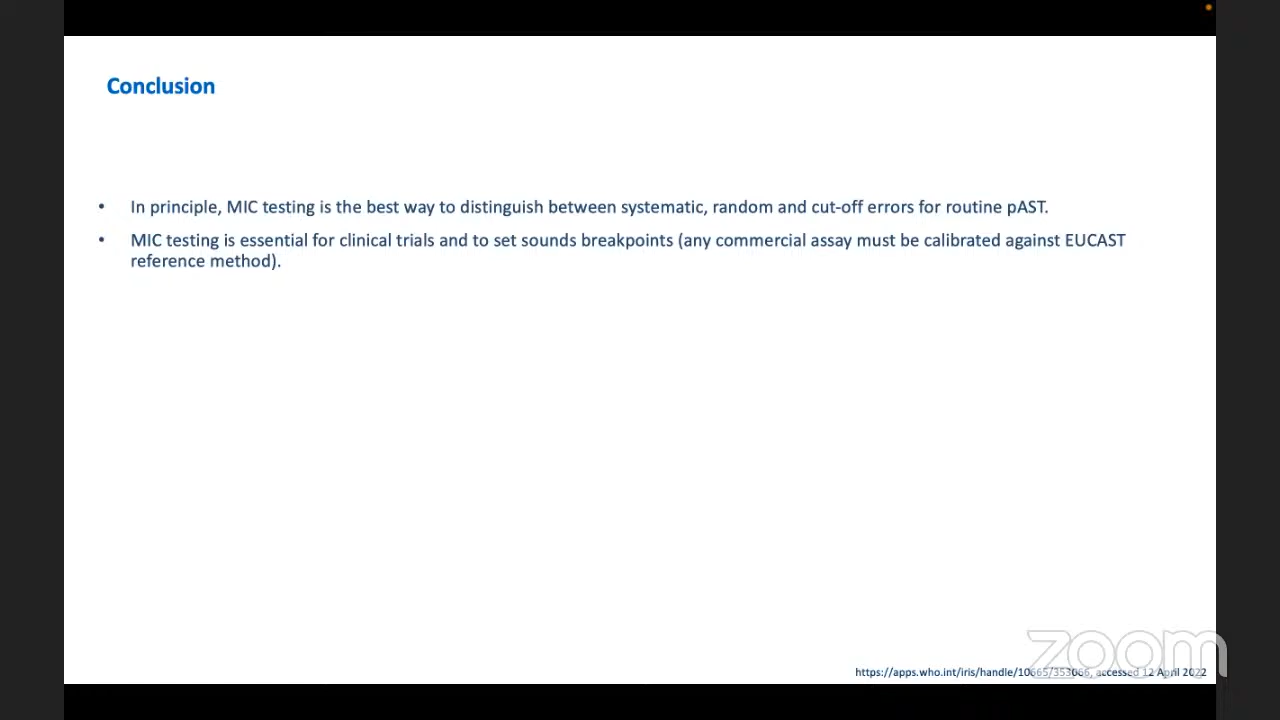 Conclusion
• In principle, MIC testing is the best way to distinguish between systematic, random and cut-off errors for routine pAST.
• MIC testing is essential for clinical trials and to set sounds breakpoints (any commercial assay must be calibrated against EUCAST
reference method).
zoom
https://apps.who.int/iris/handle/10665/353066, accessed 12 April 2022